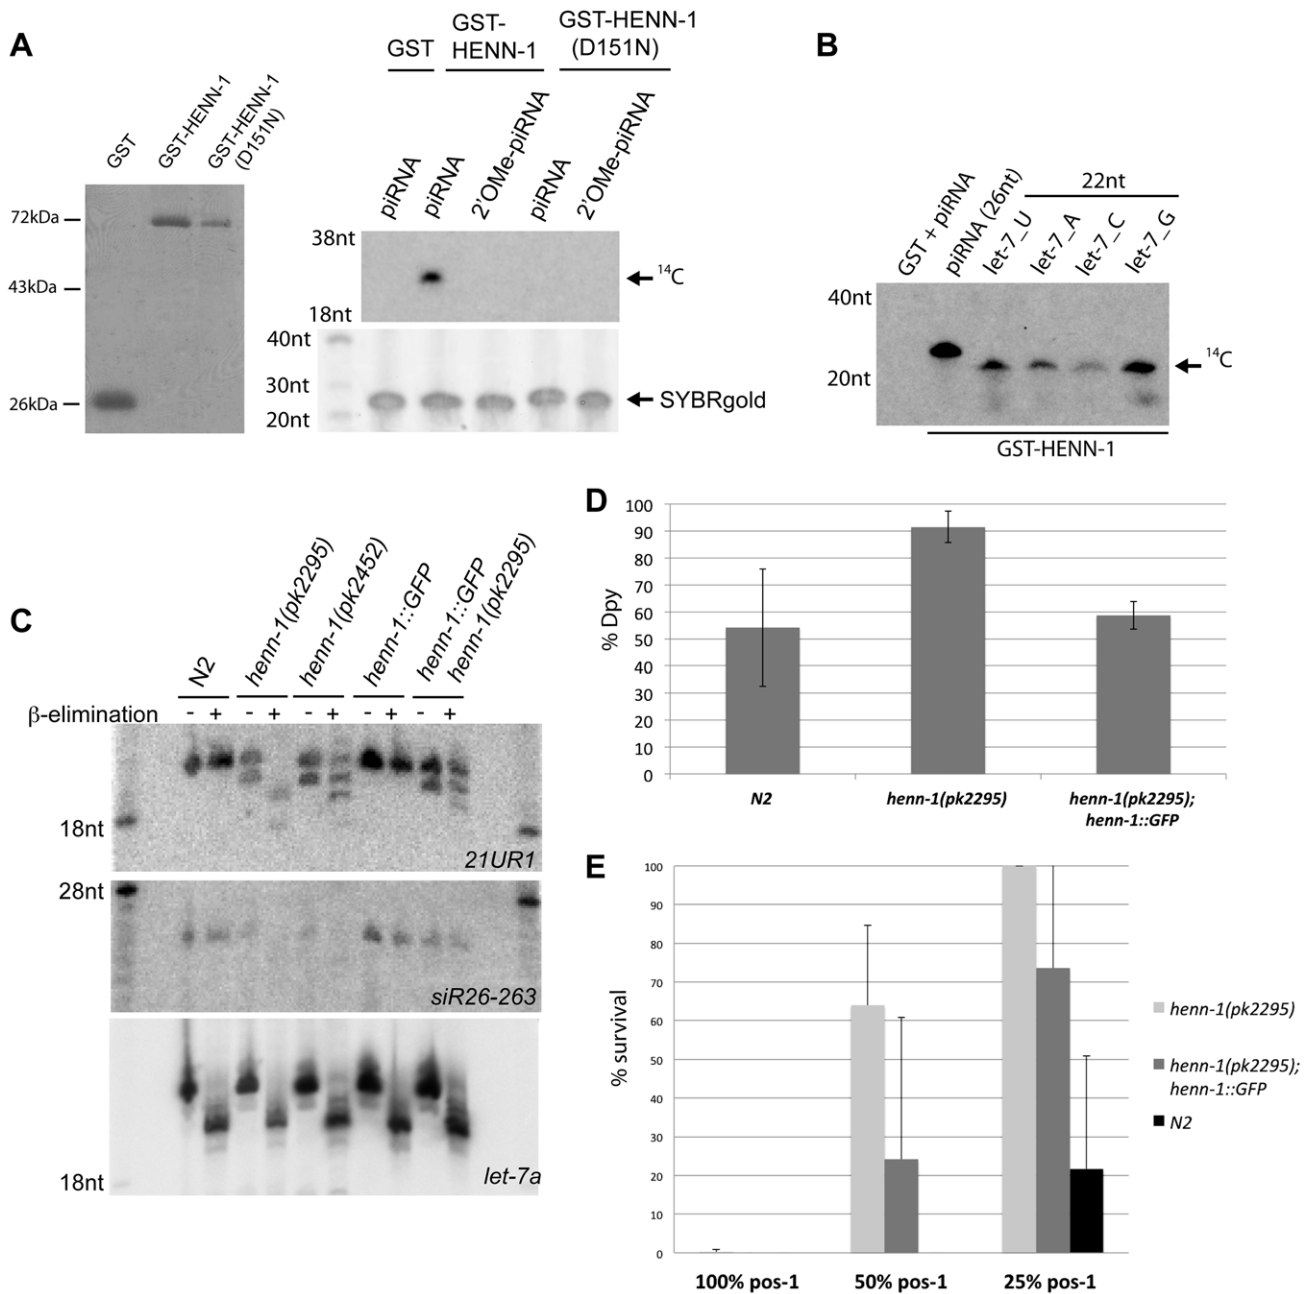 A
GST
GST-HENN-1
GST-HENN-1
(D151N)
72kDa
43kDa
26kDa
GST
GST-
HENN-1
GST-HENN-1
(D151N)
piRNA
piRNA
2'OMe-piRNA
piRNA
2'OMe-piRNA
38nt
18nt
14C
40nt
30nt
20nt
SYBRgold
B
GST + piRNA
piRNA (26nt)
22nt
let-7_U
let-7_A
let-7_C
let-7_G
40nt
20nt
14C
GST-HENN-1
C
N2
henn-1(pk2295)
henn-1(pk2452)
henn-1::GFP
henn-1::GFP
henn-1(pk2295)
β-elimination
- + - + - + - + - +
18nt
21UR1
28nt
siR26-263
18nt
let-7a
D
% Dpy
100
90
80
70
60
50
40
30
20
10
0
N2
henn-1(pk2295)
henn-1(pk2295);
henn-1::GFP
E
% survival
100
90
80
70
60
50
40
30
20
10
0
100% pos-1
50% pos-1
25% pos-1
henn-1(pk2295)
henn-1(pk2295);
henn-1::GFP
N2